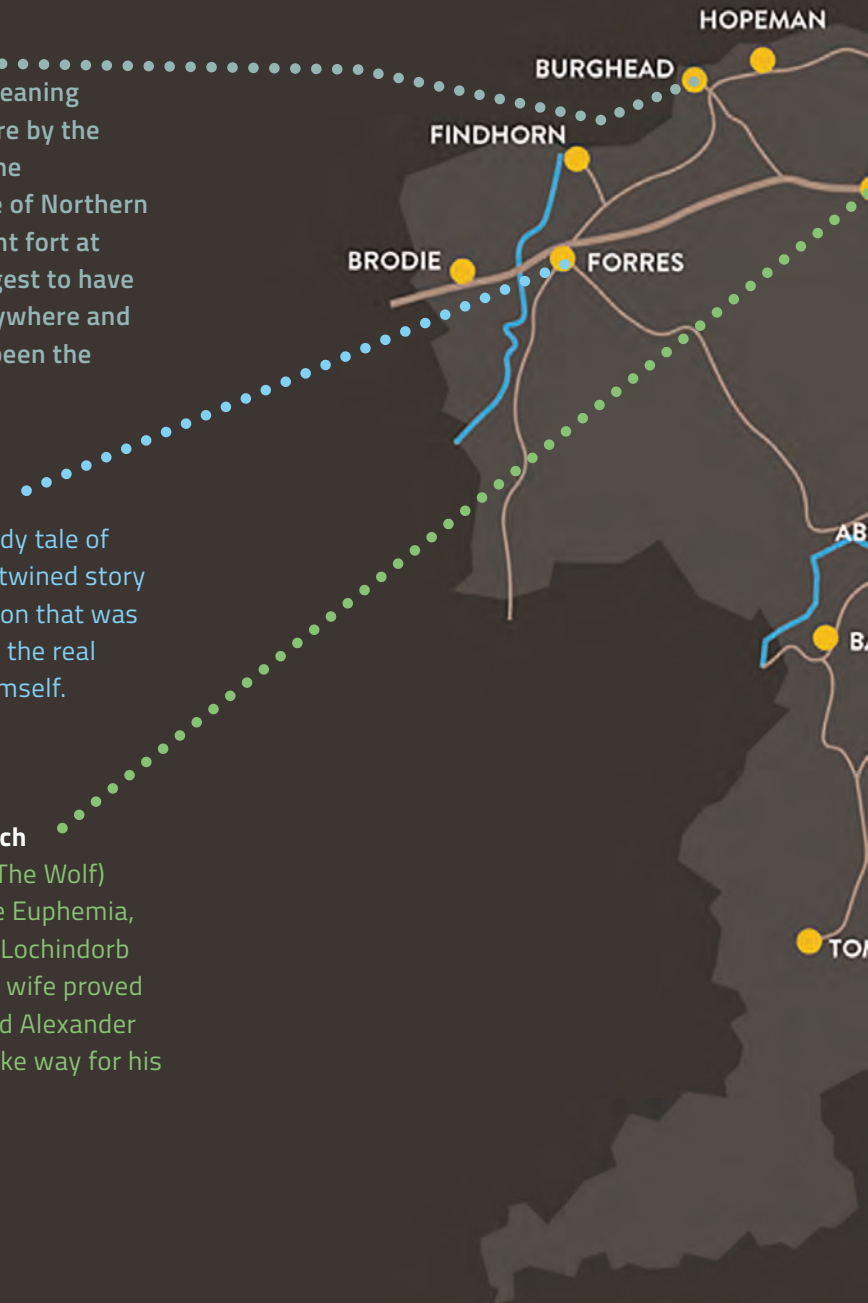 HOPEMAN
BURGHEAD
FINDHORN
BRODIE
FORRES
AB
BA
TOM
eaning
re by the
ne
e of Northern
nt fort at
gest to have
ywhere and
been the
dy tale of
twined story
on that was
the real
mself.
ch
The Wolf)
e Euphemia,
Lochindorb
wife proved
d Alexander
ke way for his